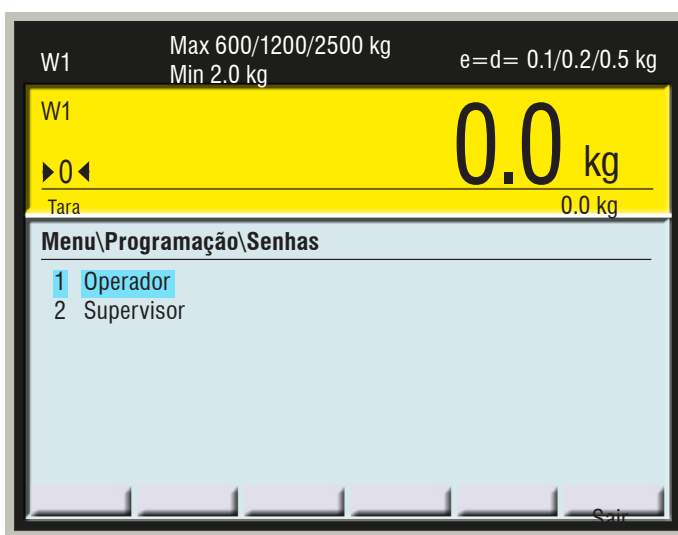 W1 Max 600/1200/2500 kg e=d= 0.1/0.2/0.5 kg
Min 2.0 kg
W1
0.0 kg
▶0◀
Tara 0.0 kg
Menu\Programação\Senhas
1 Operador
2 Supervisor
Sair